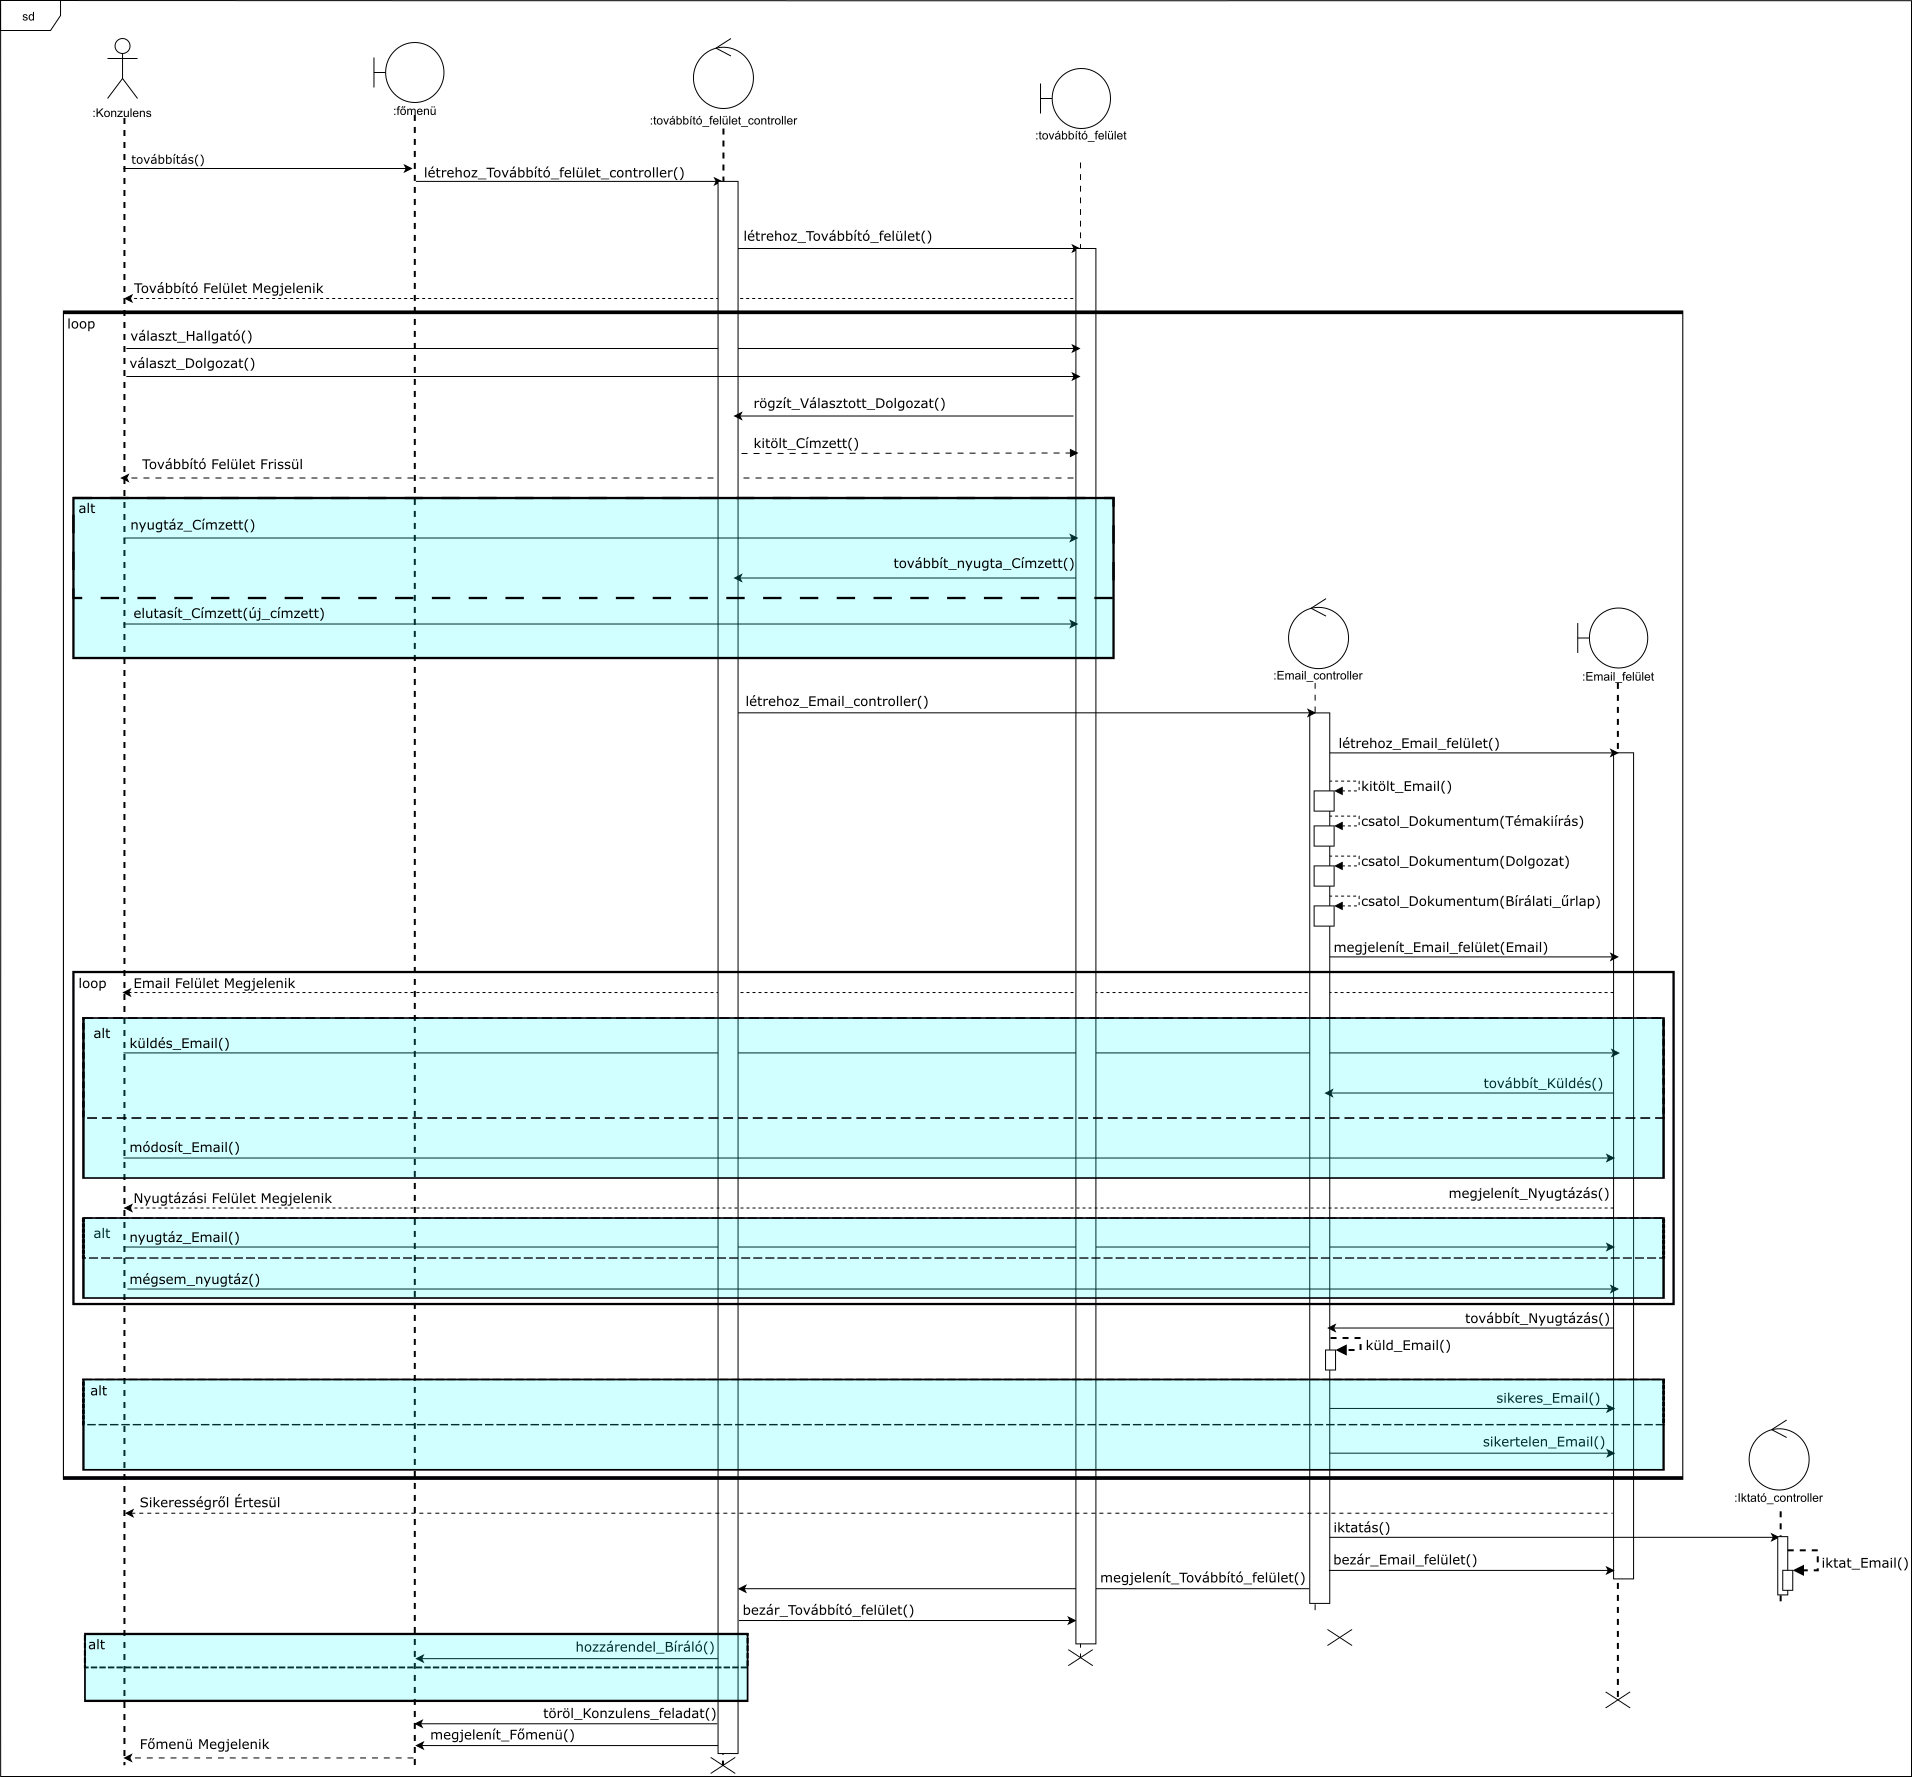 sd
:Konzulens
:főmenü
:továbbító_felület_controller
:továbbító_felület
továbbítás()
létrehoz_Továbbító_felület_controller()
létrehoz_Továbbító_felület()
Továbbító Felület Megjelenik
loop
választ_Hallgató()
választ_Dolgozat()
rögzít_Választott_Dolgozat()
kitölt_Címzett()
Továbbító Felület Frissül
alt
nyugtáz_Címzett()
továbbít_nyugta_Címzett()
elutasít_Címzett(új_címzett)
:Email_controller
:Email_felület
létrehoz_Email_controller()
létrehoz_Email_felület()
kitölt_Email()
csatol_Dokumentum(Témakiírás)
csatol_Dokumentum(Dolgozat)
csatol_Dokumentum(Bírálati_űrlap)
megjelenít_Email_felület(Email)
loop
Email Felület Megjelenik
alt
küldés_Email()
továbbít_Küldés()
módosít_Email()
megjelenít_Nyugtázás()
Nyugtázási Felület Megjelenik
alt
nyugtáz_Email()
mégsem_nyugtáz()
továbbít_Nyugtázás()
küld_Email()
alt
sikeres_Email()
sikertelen_Email()
:Iktató_controller
Sikerességről Értesül
iktatás()
bezár_Email_felület()
iktat_Email()
megjelenít_Továbbító_felület()
bezár_Továbbító_felület()
alt
hozzárendel_Bíráló()
töröl_Konzulens_feladat()
megjelenít_Főmenü()
Főmenü Megjelenik